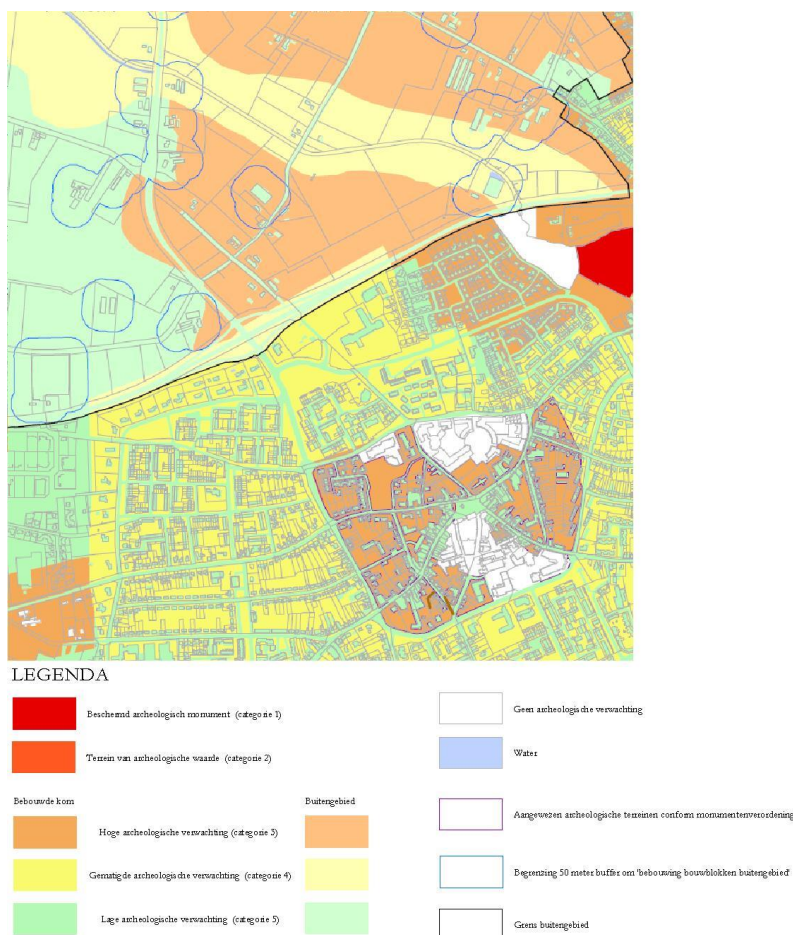 LEGENDA
Beschermd archeologisch monument (categorie 1)
Terrein van archeologische waarde (categorie 2)
Bebouwde kom
Buitengebied
Hoge archeologische verwachting (categorie 3)
Gematigde archeologische verwachting (categorie 4)
Lage archeologische verwachting (categorie 5)
Geen archeologische verwachting
Water
Aangewezen archeologische terreinen conform monumentenverordening
Begrenzing 50 meter buffer om 'bebouwing bouwblokken buitengebied'
Grens buitengebied